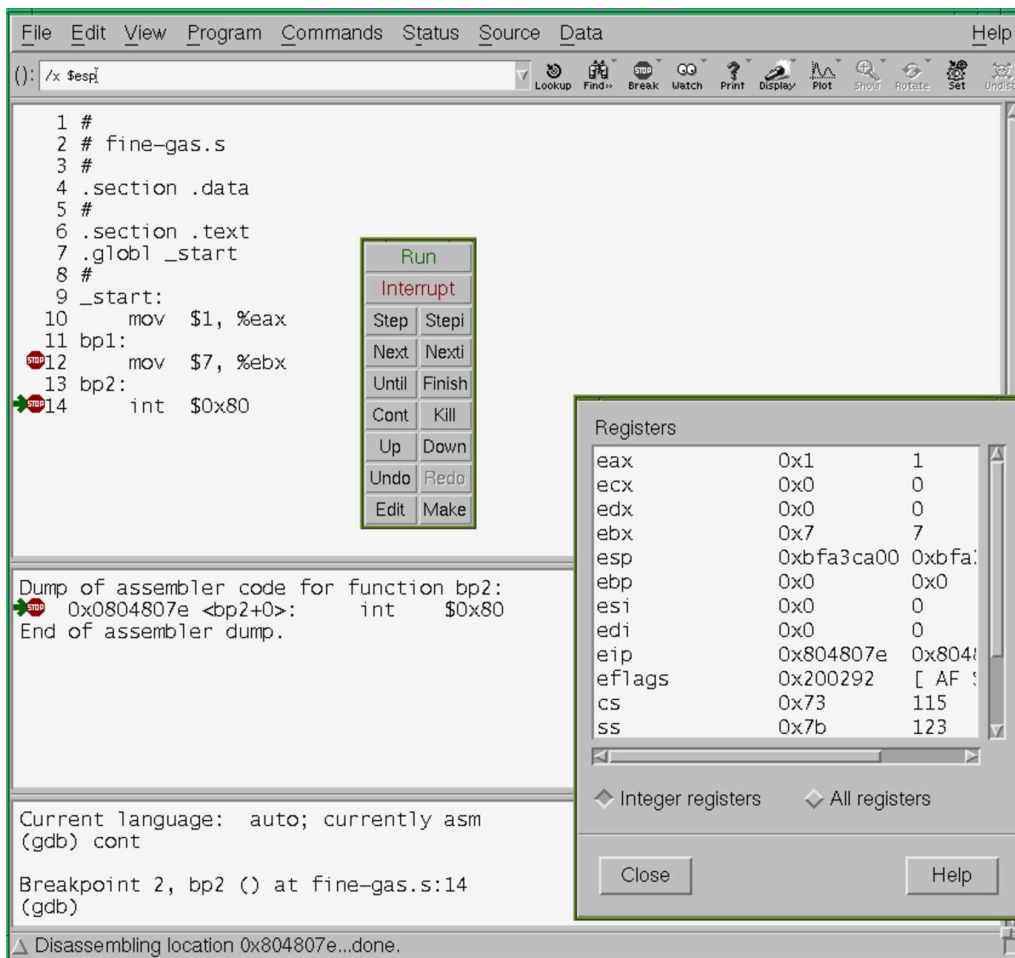 File Edit View Program Commands Status Source Data Help
(): /x $esp
Lookup Find>> Break Watch Print Display Plot Show Rotate Set Undisp
1 #
2 # fine-gas.s
3 #
4 .section .data
5 #
6 .section .text
7 .globl _start
8 #
9 _start:
10 mov $1, %eax
11 bp1:
STOP 12 mov $7, %ebx
13 bp2:
STOP 14 int $0x80
Run
Interrupt
Step Stepi
Next Nexti
Until Finish
Cont Kill
Up Down
Undo Redo
Edit Make
Dump of assembler code for function bp2:
STOP 0x0804807e <bp2+0>: int $0x80
End of assembler dump.
Current language: auto; currently asm
(gdb) cont
Breakpoint 2, bp2 () at fine-gas.s:14
(gdb)
Registers
eax 0x1 1
ecx 0x0 0
edx 0x0 0
ebx 0x7 7
esp 0xbfa3ca00 0xbfa
ebp 0x0 0x0
esi 0x0 0
edi 0x0 0
eip 0x804807e 0x804
eflags 0x200292 [ AF
cs 0x73 115
ss 0x7b 123
Integer registers All registers
Close Help
Disassembling location 0x804807e...done.